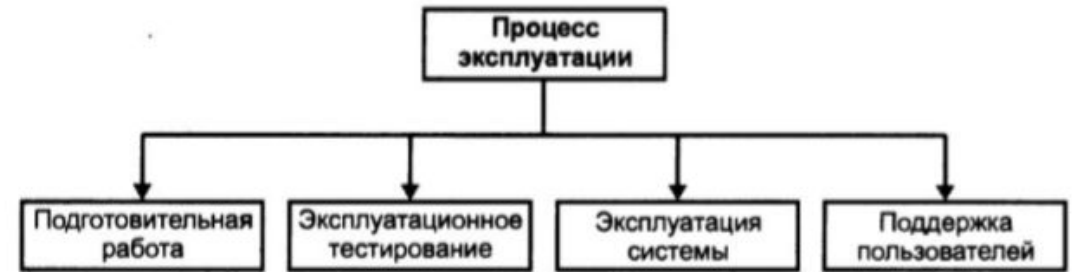 Процесс
эксплуатации
Подготовительная
работа
Эксплуатационное
тестирование
Эксплуатация
системы
Поддержка
пользователей